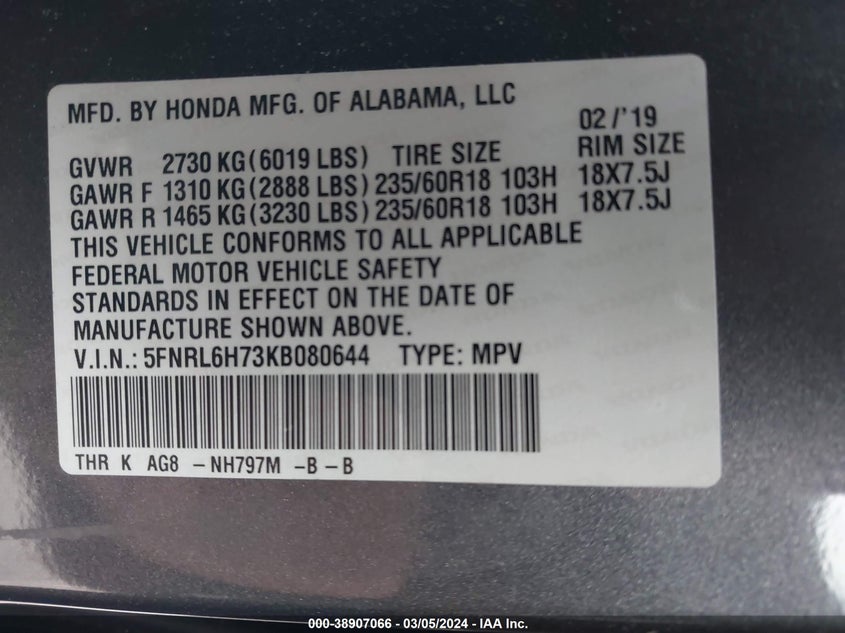 MFD. BY HONDA MFG. OF ALABAMA, LLC
02/'19
GVWR 2730 KG (6019 LBS) TIRE SIZE RIM SIZE
GAWR F 1310 KG (2888 LBS) 235/60R18 103H 18X7.5J
GAWR R 1465 KG (3230 LBS) 235/60R18 103H 18X7.5J
THIS VEHICLE CONFORMS TO ALL APPLICABLE
FEDERAL MOTOR VEHICLE SAFETY
STANDARDS IN EFFECT ON THE DATE OF
MANUFACTURE SHOWN ABOVE.
V.I.N.: 5FNRL6H73KB080644 TYPE: MPV
THR K AG8 –NH797M –B–B
000-38907066 - 03/05/2024 - IAA Inc.